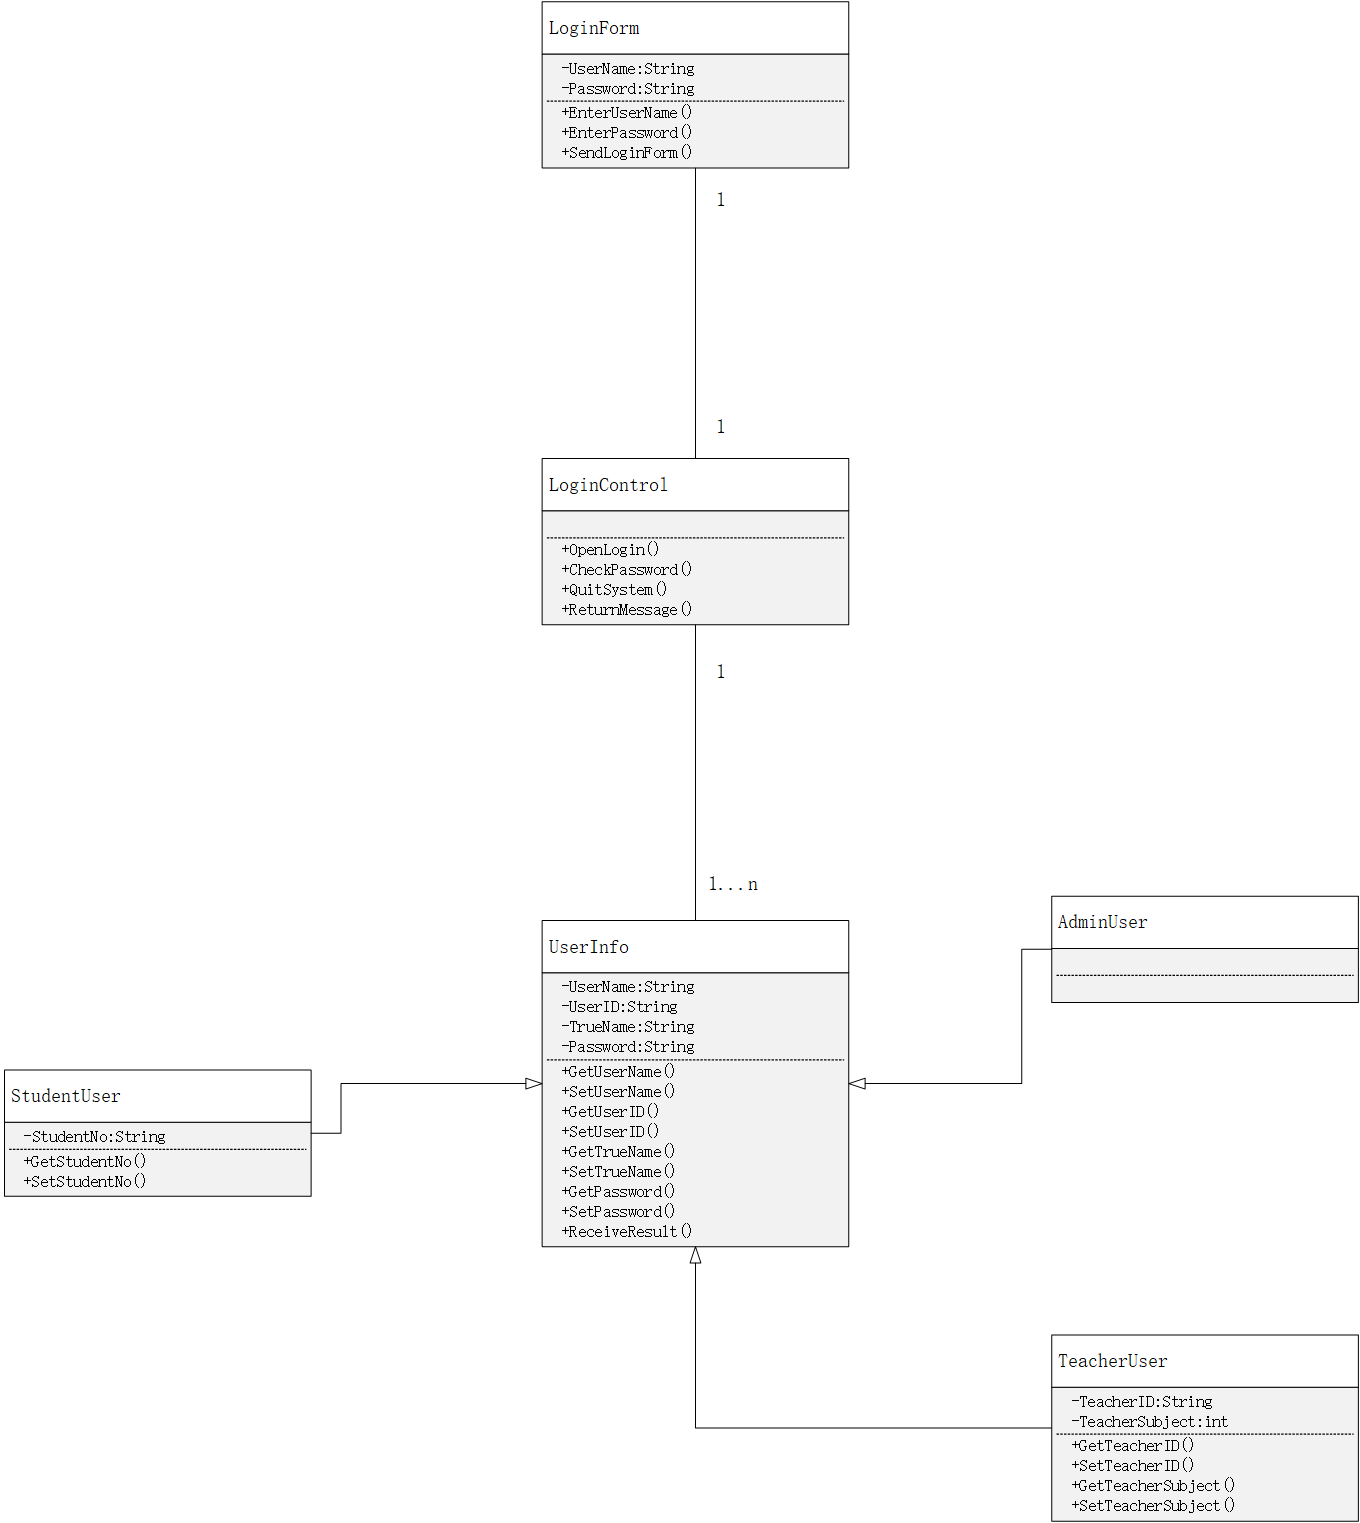 LoginForm
-UserName:String
-Password:String
+EnterUserName()
+EnterPassword()
+SendLoginForm()
1
1
LoginControl
+OpenLogin()
+CheckPassword()
+QuitSystem()
+ReturnMessage()
1
1...n
UserInfo
-UserName:String
-UserID:String
-TrueName:String
-Password:String
+GetUserName()
+SetUserName()
+GetUserID()
+SetUserID()
+GetTrueName()
+SetTrueName()
+GetPassword()
+SetPassword()
+ReceiveResult()
AdminUser
StudentUser
-StudentNo:String
+GetStudentNo()
+SetStudentNo()
TeacherUser
-TeacherID:String
-TeacherSubject:int
+GetTeacherID()
+SetTeacherID()
+GetTeacherSubject()
+SetTeacherSubject()